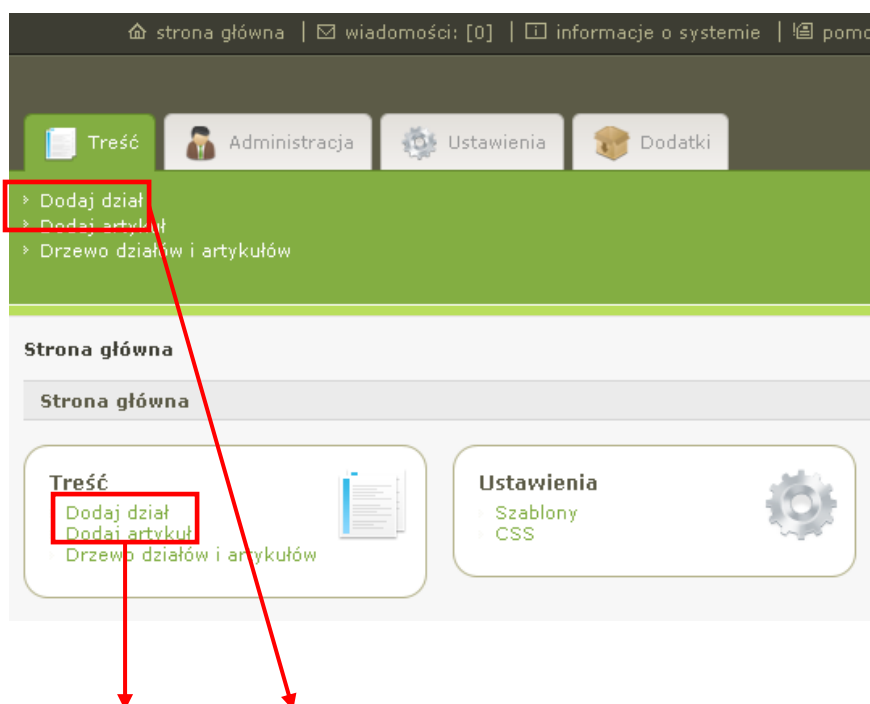 strona główna | wiadomości: [0] | informacje o systemie | pomo
Treść Administracja Ustawienia Dodatki
Dodaj dział
Dodaj artykuł
Drzewo działów i artykułów
Strona główna
Strona główna
Treść
Dodaj dział
Dodaj artykuł
Drzewo działów i artykułów
Ustawienia
Szablony
CSS